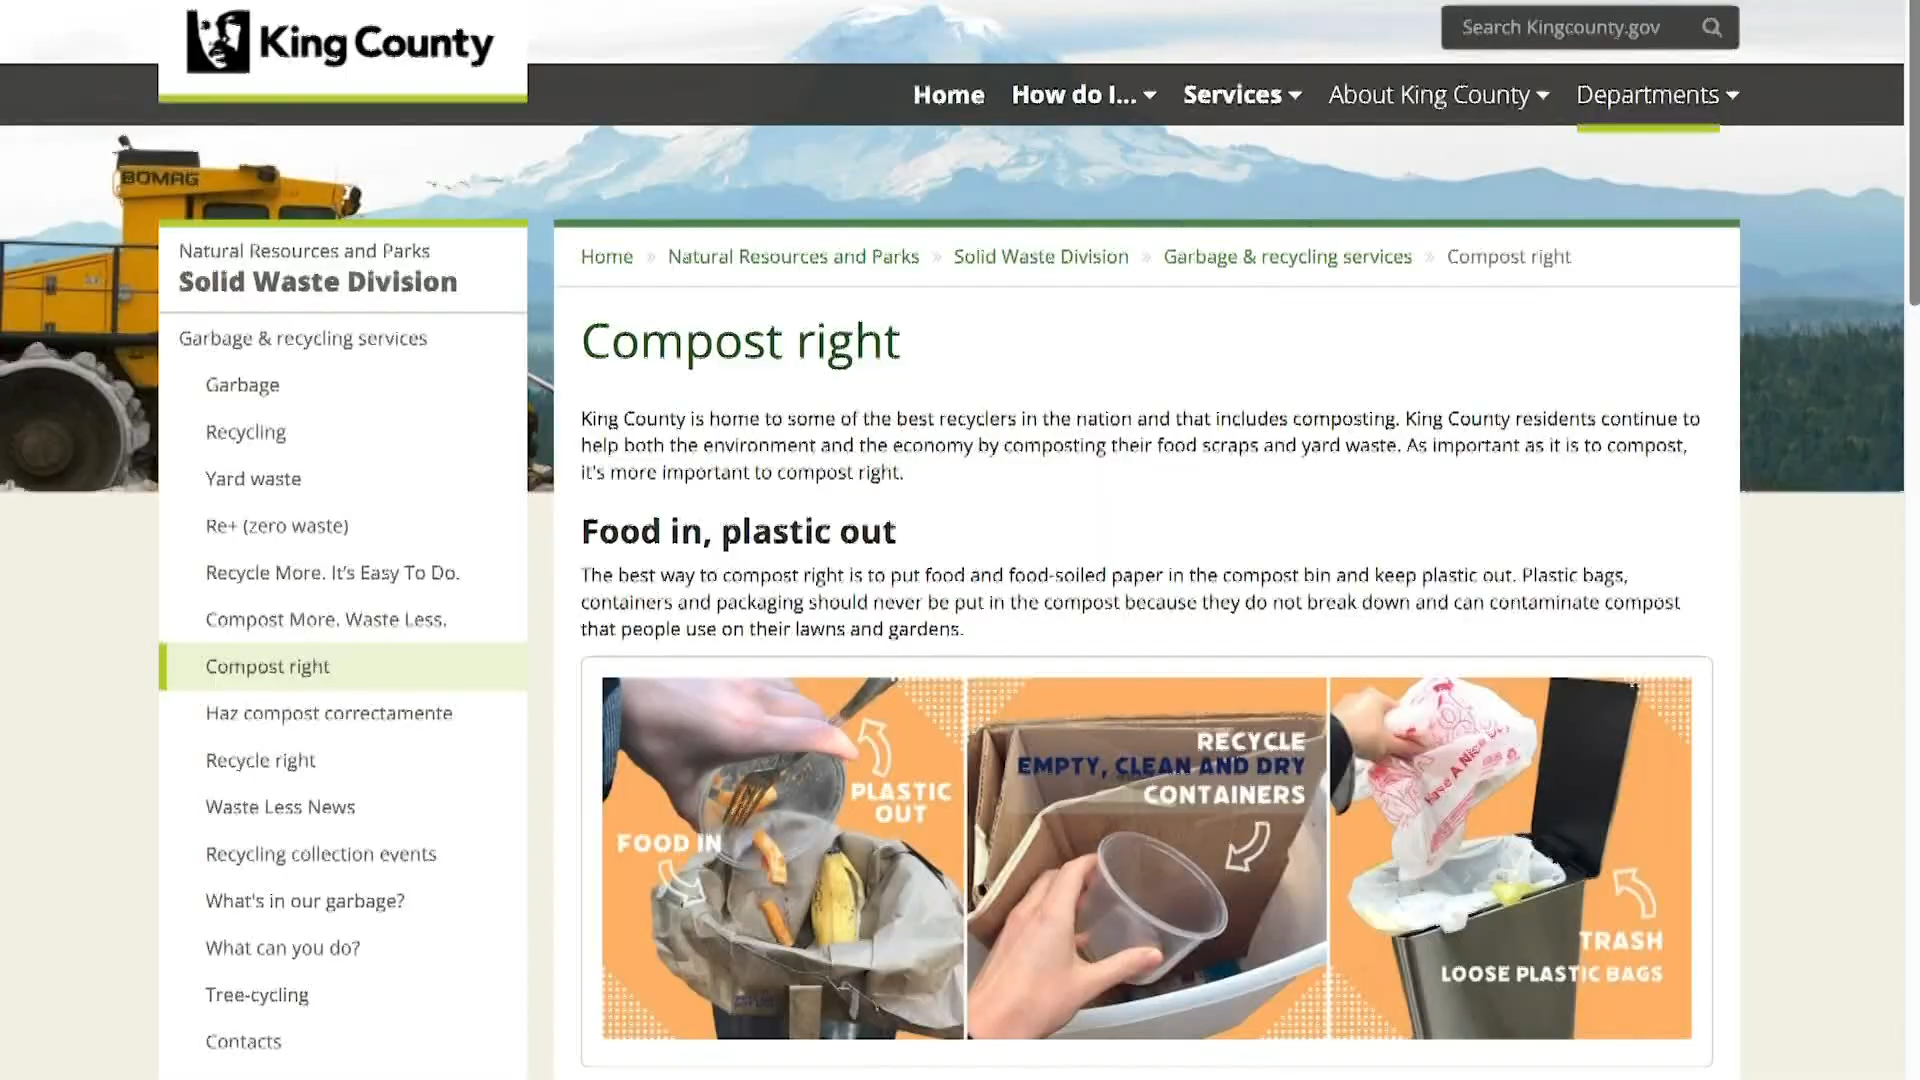 King County
Search Kingcounty.gov
Home How do I... Services About King County Departments
BOMAG
Natural Resources and Parks
Solid Waste Division
Garbage & recycling services
Garbage
Recycling
Yard waste
Re+ (zero waste)
Recycle More. It's Easy To Do.
Compost More. Waste Less.
Compost right
Haz compost correctamente
Recycle right
Waste Less News
Recycling collection events
What's in our garbage?
What can you do?
Tree-cycling
Contacts
Home » Natural Resources and Parks » Solid Waste Division » Garbage & recycling services » Compost right
Compost right
King County is home to some of the best recyclers in the nation and that includes composting. King County residents continue to
help both the environment and the economy by composting their food scraps and yard waste. As important as it is to compost,
it's more important to compost right.
Food in, plastic out
The best way to compost right is to put food and food-soiled paper in the compost bin and keep plastic out. Plastic bags,
containers and packaging should never be put in the compost because they do not break down and can contaminate compost
that people use on their lawns and gardens.
PLASTIC
OUT
FOOD IN
RECYCLE
EMPTY, CLEAN AND DRY
CONTAINERS
Have A Nice
TRASH
LOOSE PLASTIC BAGS